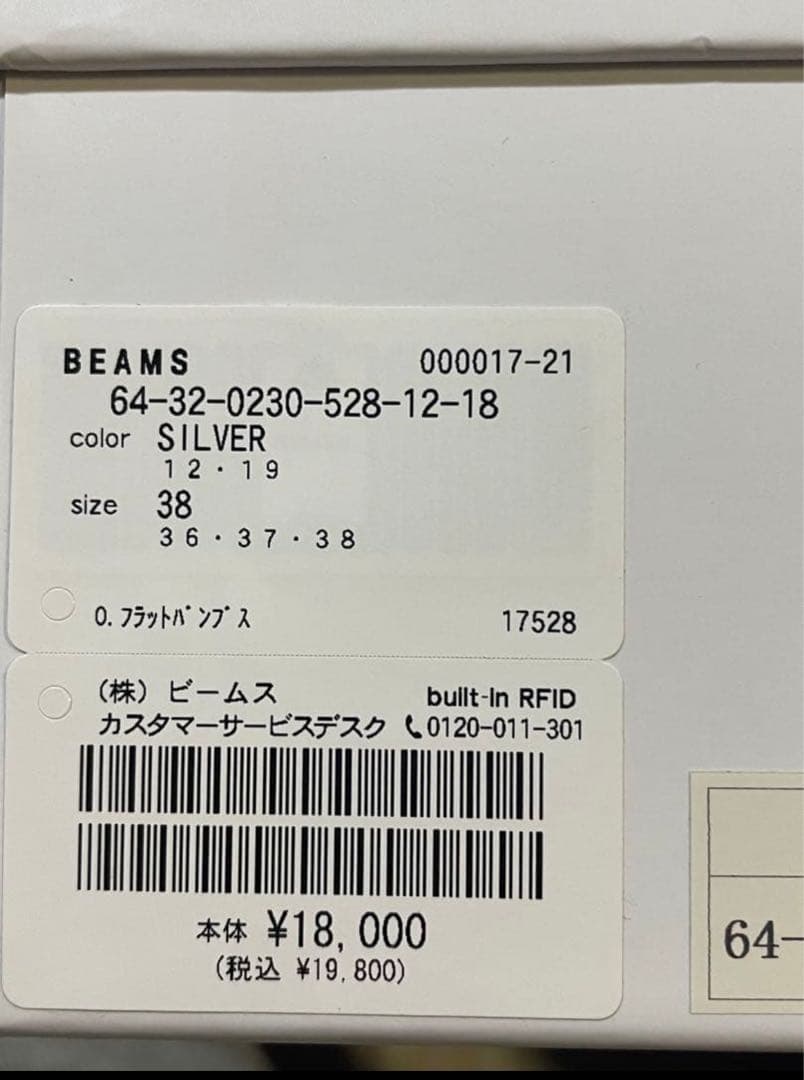 BEAMS 000017-21
64-32-0230-528-12-18
color SILVER
12・19
size 38
36・37・38
0. ﾌﾗｯﾄﾊﾟﾝﾌﾟｽ 17528
(株) ビームス built-in RFID
カスタマーサービスデスク 0120-011-301
本体 ¥18,000
(税込 ¥19,800)
64-